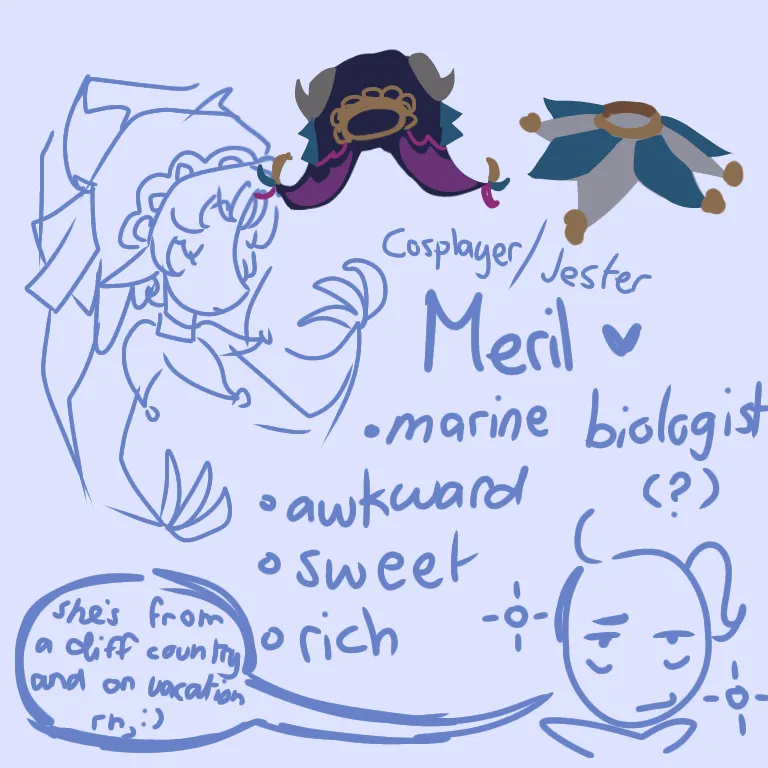 Cosplayer/Jester
Meril ♥
•marine biologist
(?)
•awkward
•sweet
•rich
she's from
a diff country
and on vacation
rn, :)